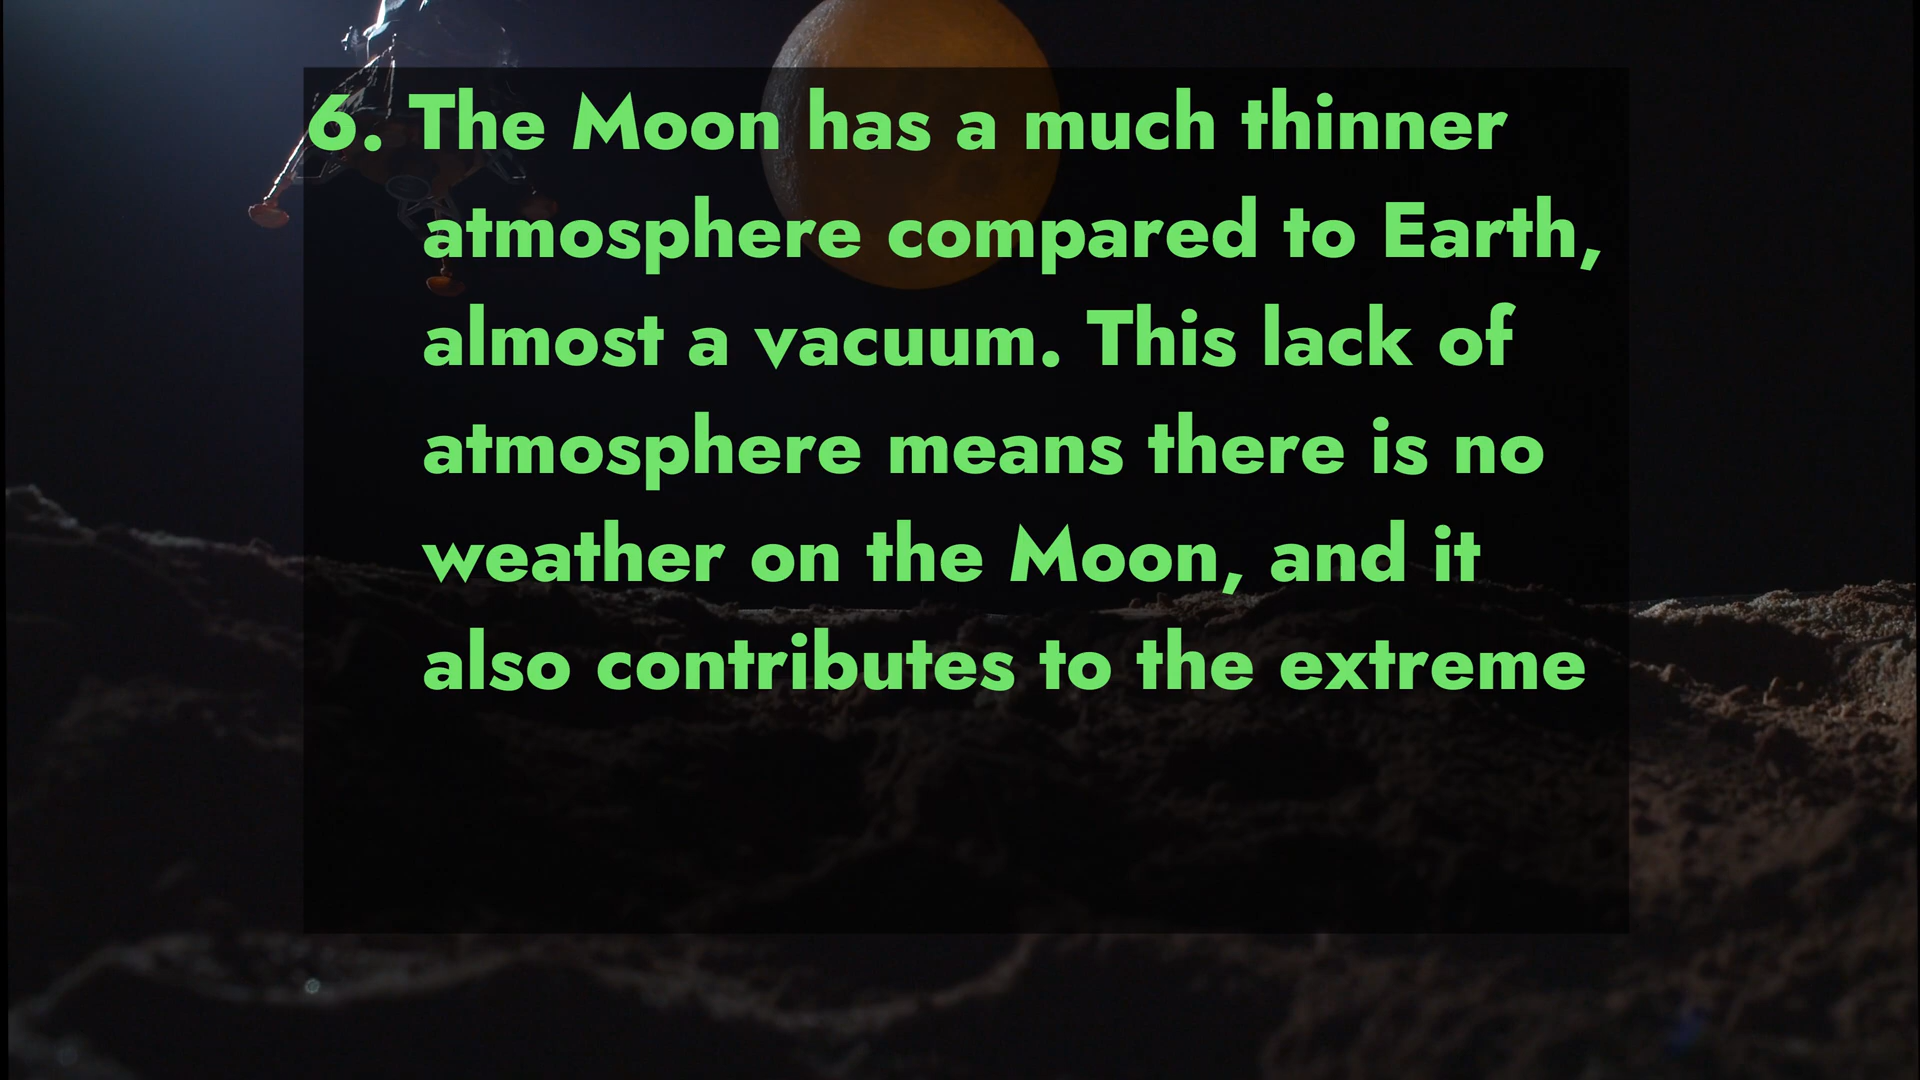 6. The Moon has a much thinner
atmosphere compared to Earth,
almost a vacuum. This lack of
atmosphere means there is no
weather on the Moon, and it
also contributes to the extreme